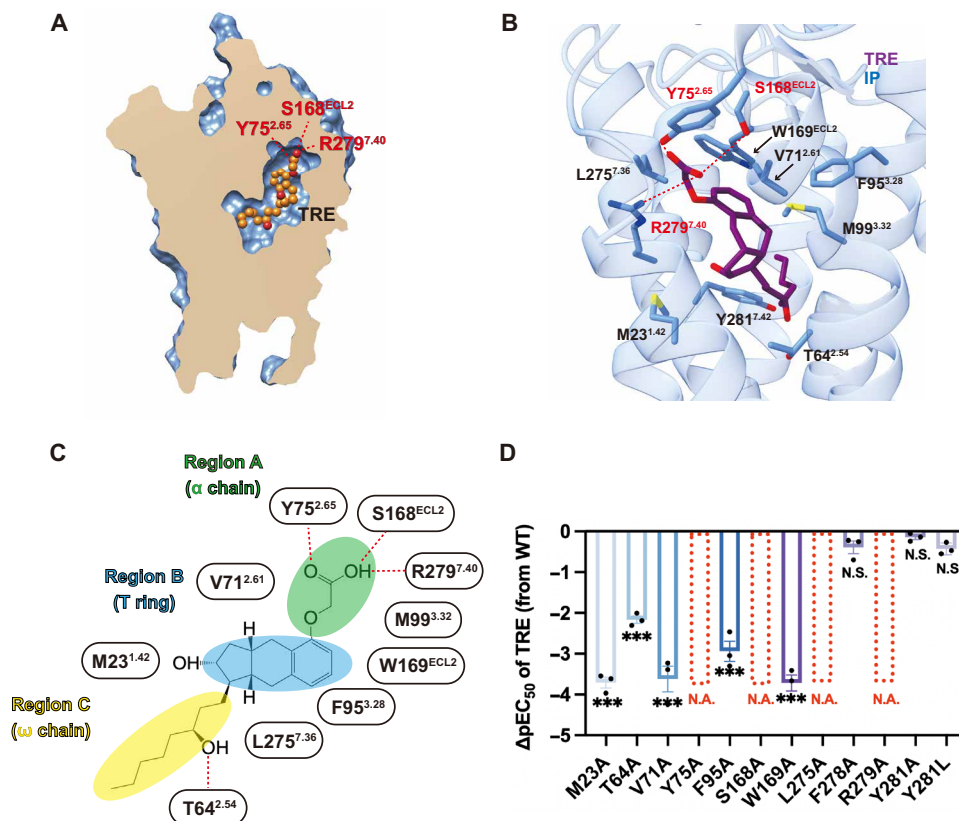 A
S168ECL2
Y752.65
R2797.40
TRE
B
TRE
IP
Y752.65
S168ECL2
W169ECL2
V712.61
L2757.36
F953.28
M993.32
R2797.40
Y2817.42
M231.42
T642.54
C
Region A
(α chain)
Y752.65
S168ECL2
Region B
(T ring)
V712.61
O
OH
R2797.40
O
M993.32
H
M231.42
OH
W169ECL2
H
F953.28
Region C
(ω chain)
L2757.36
OH
T642.54
D
ΔpEC50 of TRE (from WT)
0
−1
−2
−3
−4
−5
***
***
***
N.A.
***
N.A.
***
N.A.
N.S.
N.A.
N.S.
N.S
M23A
T64A
V71A
Y75A
F95A
S168A
W169A
L275A
F278A
R279A
Y281A
Y281L